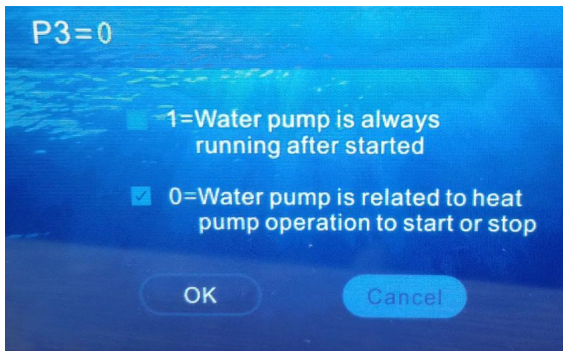 P3=0
1=Water pump is always
running after started
0=Water pump is related to heat
pump operation to start or stop
OK
Cancel